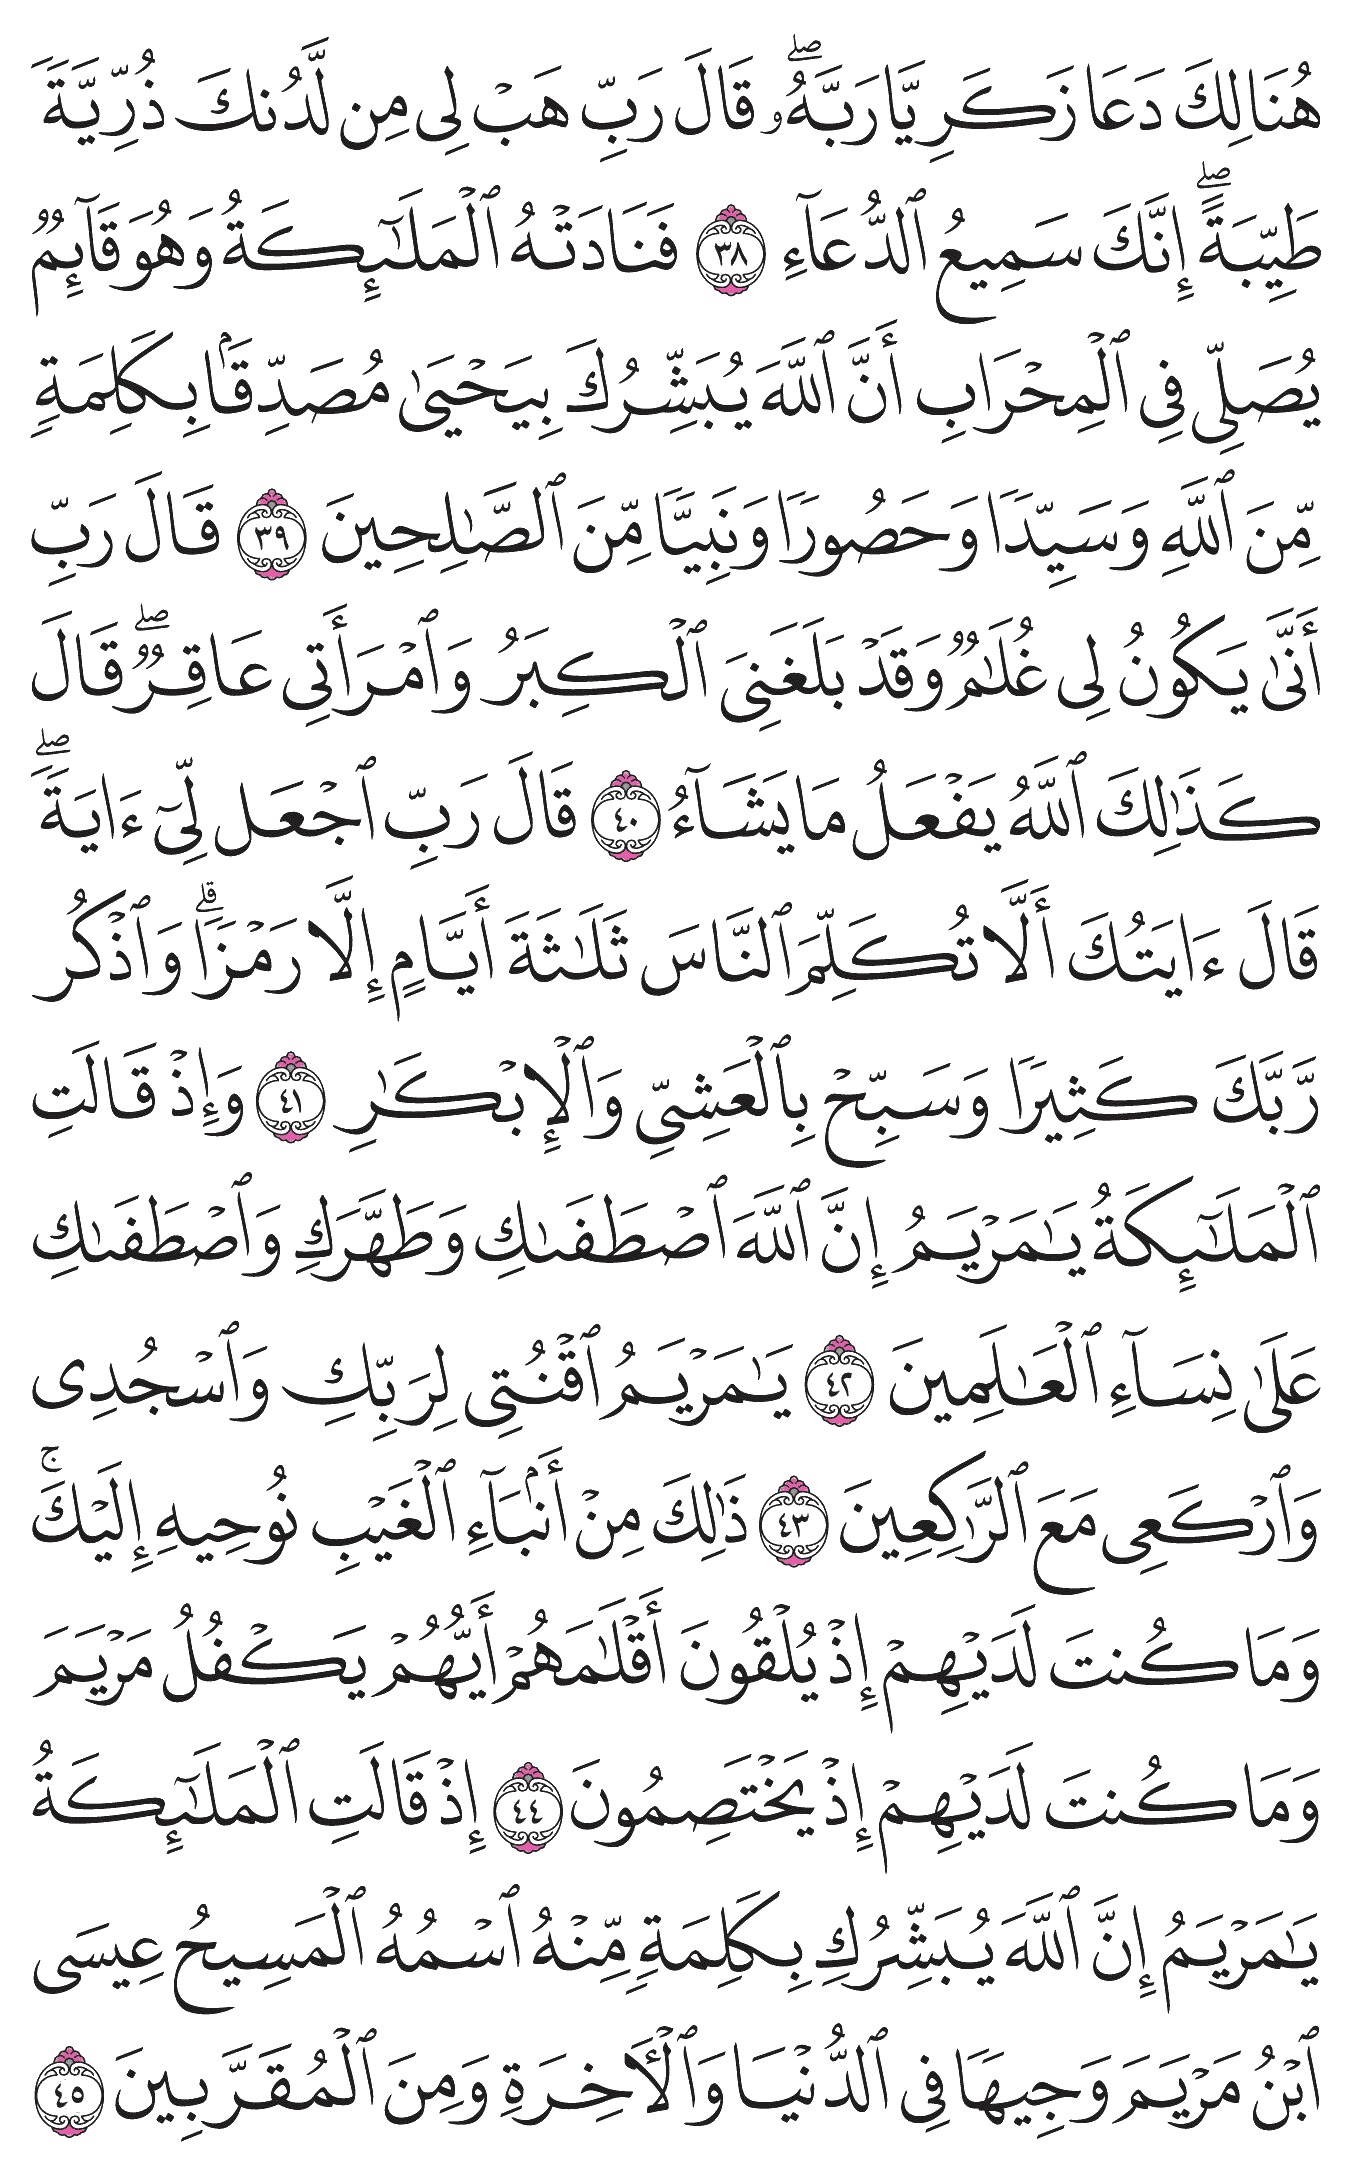 هُنَالِكَ دَعَا زَكَرِيَّا رَبَّهُۥۖ قَالَ رَبِّ هَبْ لِى مِن لَّدُنكَ ذُرِّيَّةً
طَيِّبَةًۖ إِنَّكَ سَمِيعُ ٱلدُّعَآءِ ٣٨ فَنَادَتْهُ ٱلْمَلَـٰٓئِكَةُ وَهُوَ قَآئِمٌ
يُصَلِّى فِى ٱلْمِحْرَابِ أَنَّ ٱللَّهَ يُبَشِّرُكَ بِيَحْيَىٰ مُصَدِّقًۢا بِكَلِمَةٍ
مِّنَ ٱللَّهِ وَسَيِّدًا وَحَصُورًا وَنَبِيًّا مِّنَ ٱلصَّـٰلِحِينَ ٣٩ قَالَ رَبِّ
أَنَّىٰ يَكُونُ لِى غُلَـٰمٌ وَقَدْ بَلَغَنِىَ ٱلْكِبَرُ وَٱمْرَأَتِى عَاقِرٌۖ قَالَ
كَذَٰلِكَ ٱللَّهُ يَفْعَلُ مَا يَشَآءُ ٤٠ قَالَ رَبِّ ٱجْعَل لِّىٓ ءَايَةًۖ
قَالَ ءَايَتُكَ أَلَّا تُكَلِّمَ ٱلنَّاسَ ثَلَـٰثَةَ أَيَّامٍ إِلَّا رَمْزًاۗ وَٱذْكُر
رَّبَّكَ كَثِيرًا وَسَبِّحْ بِٱلْعَشِىِّ وَٱلْإِبْكَـٰرِ ٤١ وَإِذْ قَالَتِ
ٱلْمَلَـٰٓئِكَةُ يَـٰمَرْيَمُ إِنَّ ٱللَّهَ ٱصْطَفَىٰكِ وَطَهَّرَكِ وَٱصْطَفَىٰكِ
عَلَىٰ نِسَآءِ ٱلْعَـٰلَمِينَ ٤٢ يَـٰمَرْيَمُ ٱقْنُتِى لِرَبِّكِ وَٱسْجُدِى
وَٱرْكَعِى مَعَ ٱلرَّٰكِعِينَ ٤٣ ذَٰلِكَ مِنْ أَنۢبَآءِ ٱلْغَيْبِ نُوحِيهِ إِلَيْكَۚ
وَمَا كُنتَ لَدَيْهِمْ إِذْ يُلْقُونَ أَقْلَـٰمَهُمْ أَيُّهُمْ يَكْفُلُ مَرْيَمَ
وَمَا كُنتَ لَدَيْهِمْ إِذْ يَخْتَصِمُونَ ٤٤ إِذْ قَالَتِ ٱلْمَلَـٰٓئِكَةُ
يَـٰمَرْيَمُ إِنَّ ٱللَّهَ يُبَشِّرُكِ بِكَلِمَةٍ مِّنْهُ ٱسْمُهُ ٱلْمَسِيحُ عِيسَى
ٱبْنُ مَرْيَمَ وَجِيهًا فِى ٱلدُّنْيَا وَٱلْـَٔاخِرَةِ وَمِنَ ٱلْمُقَرَّبِينَ ٤٥